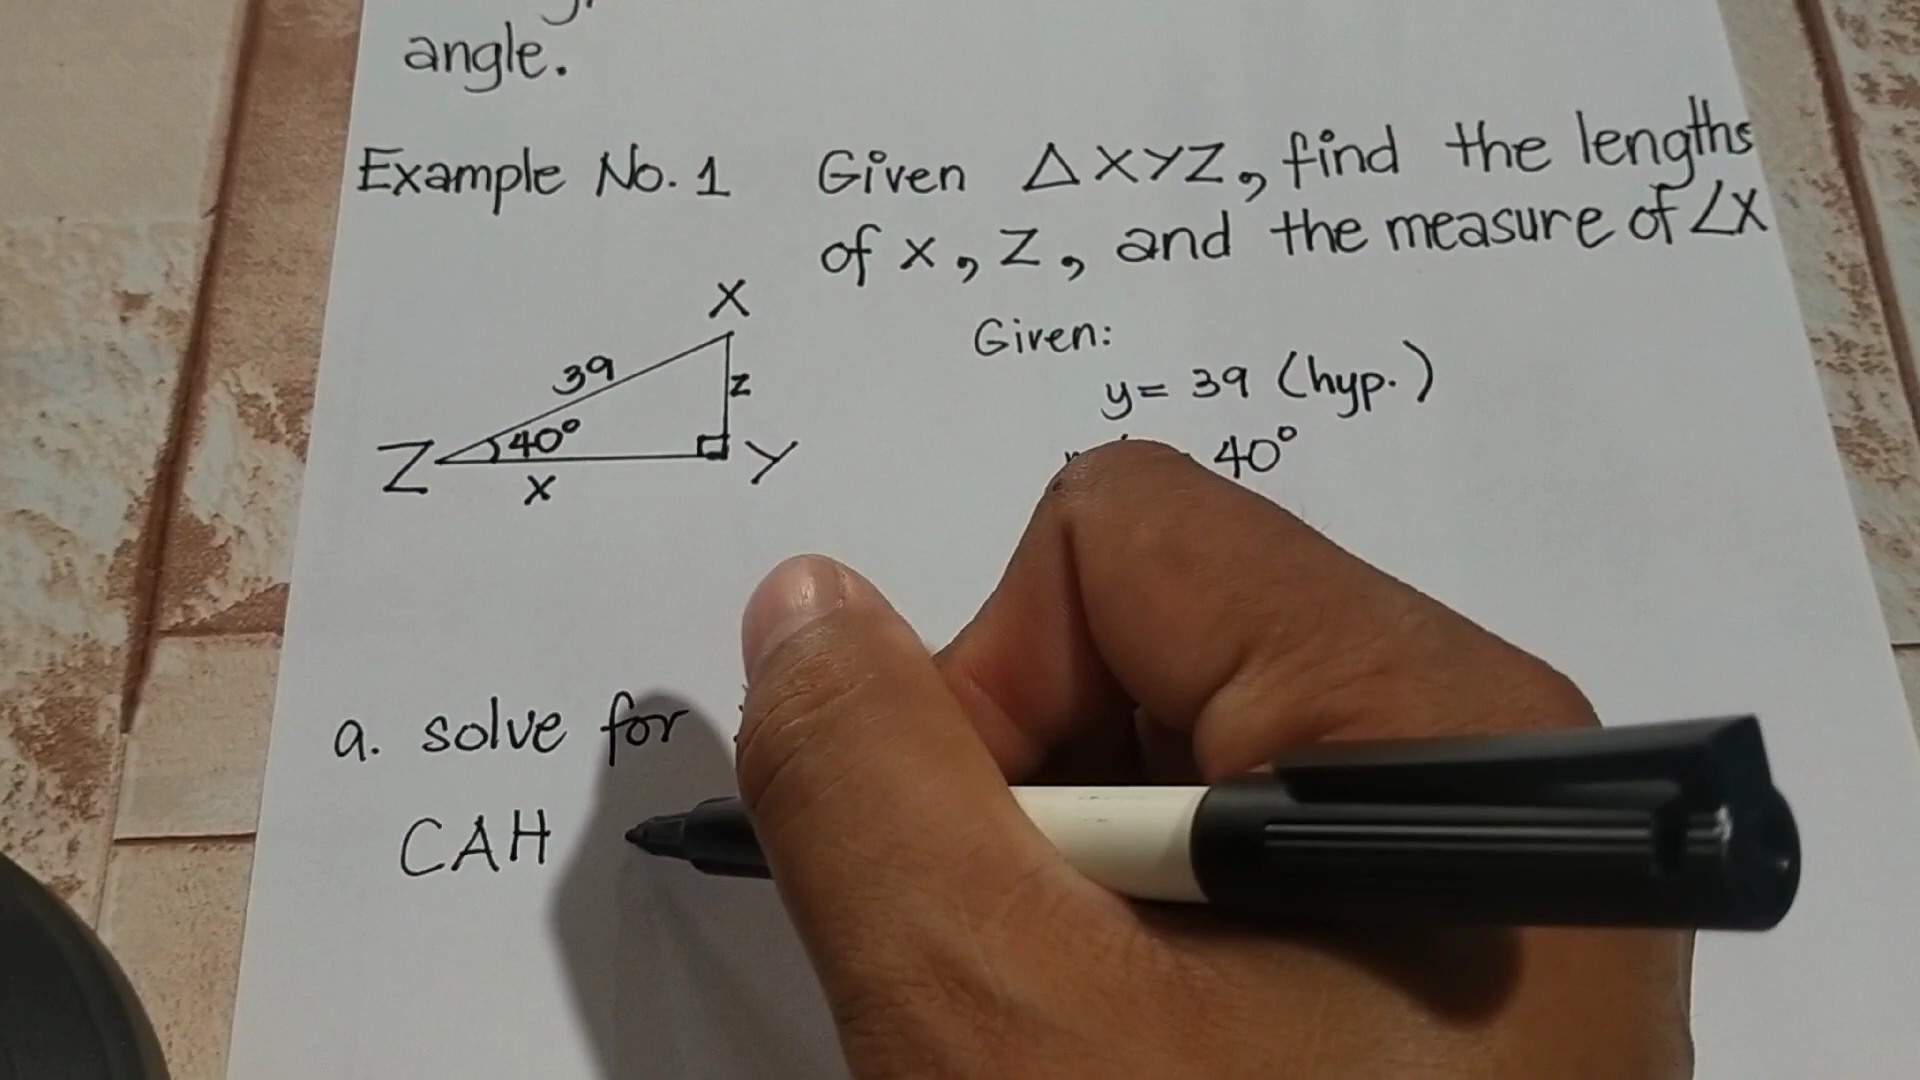 angle.
Example No. 1 Given △XYZ, find the lengths
of x, z, and the measure of ∠X
X
39
z
40°
Z
Y
x
Given:
y = 39 (hyp.)
40°
a. solve for
CAH